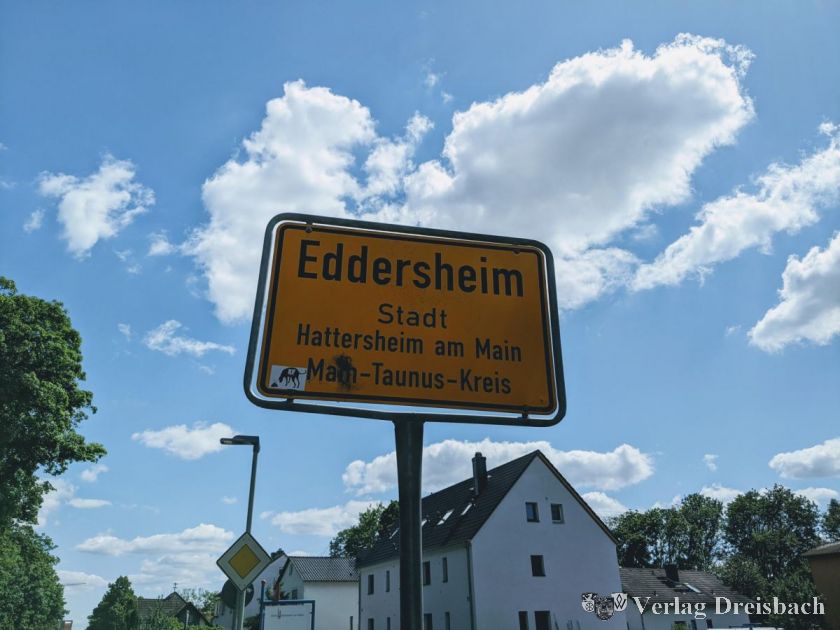 Eddersheim
Stadt
Hattersheim am Main
Main-Taunus-Kreis
Verlag Dreisbach